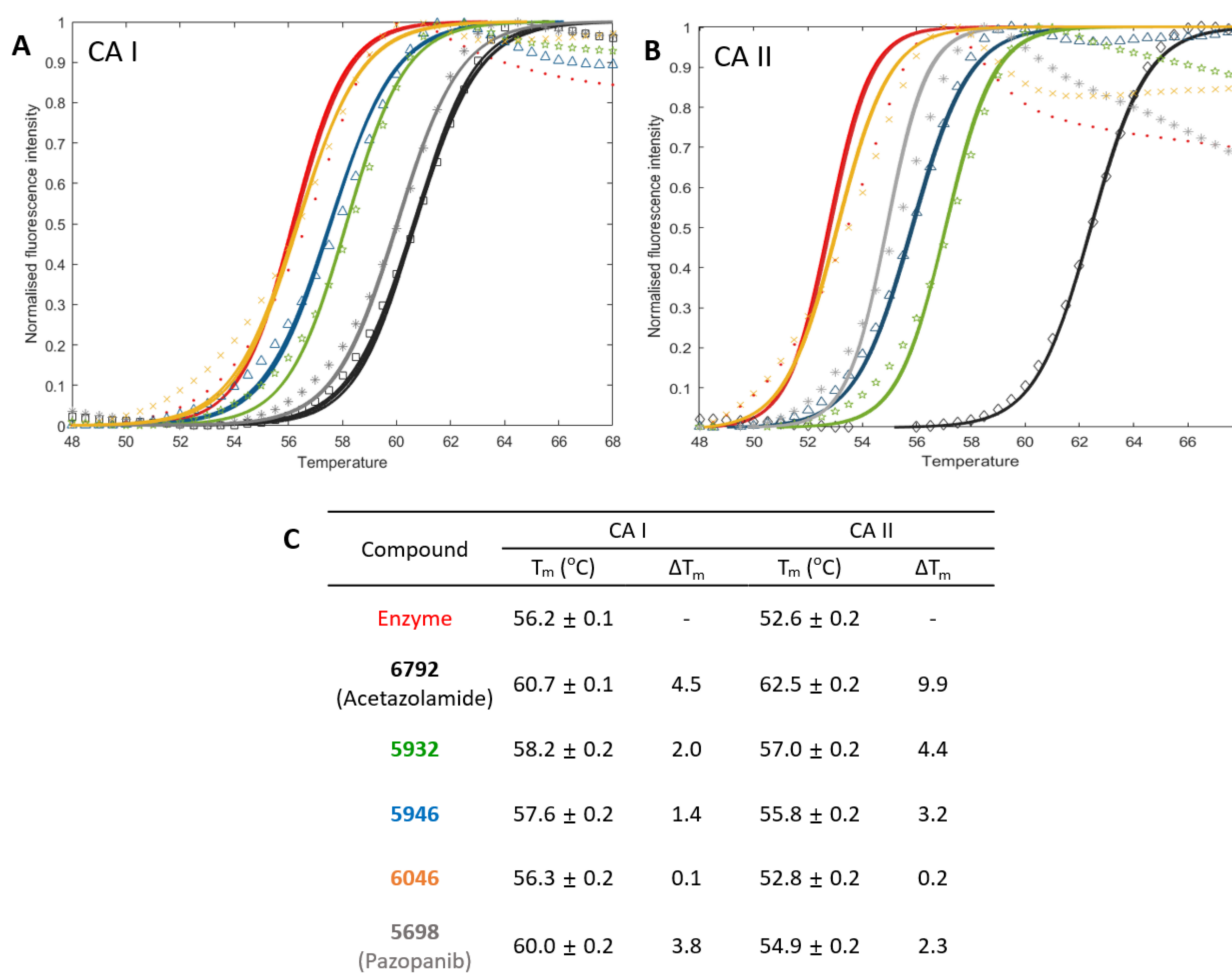 A
CA I
Normalised fluorescence intensity
1
0.9
0.8
0.7
0.6
0.5
0.4
0.3
0.2
0.1
0
48 50 52 54 56 58 60 62 64 66 68
Temperature
B
CA II
Normalised fluorescence intensity
1
0.9
0.8
0.7
0.6
0.5
0.4
0.3
0.2
0.1
48 50 52 54 56 58 60 62 64 66
Temperature
C
Compound CA I CA II
Tm (°C) ΔTm Tm (°C) ΔTm
Enzyme 56.2 ± 0.1 - 52.6 ± 0.2 -
6792
(Acetazolamide) 60.7 ± 0.1 4.5 62.5 ± 0.2 9.9
5932 58.2 ± 0.2 2.0 57.0 ± 0.2 4.4
5946 57.6 ± 0.2 1.4 55.8 ± 0.2 3.2
6046 56.3 ± 0.2 0.1 52.8 ± 0.2 0.2
5698
(Pazopanib) 60.0 ± 0.2 3.8 54.9 ± 0.2 2.3